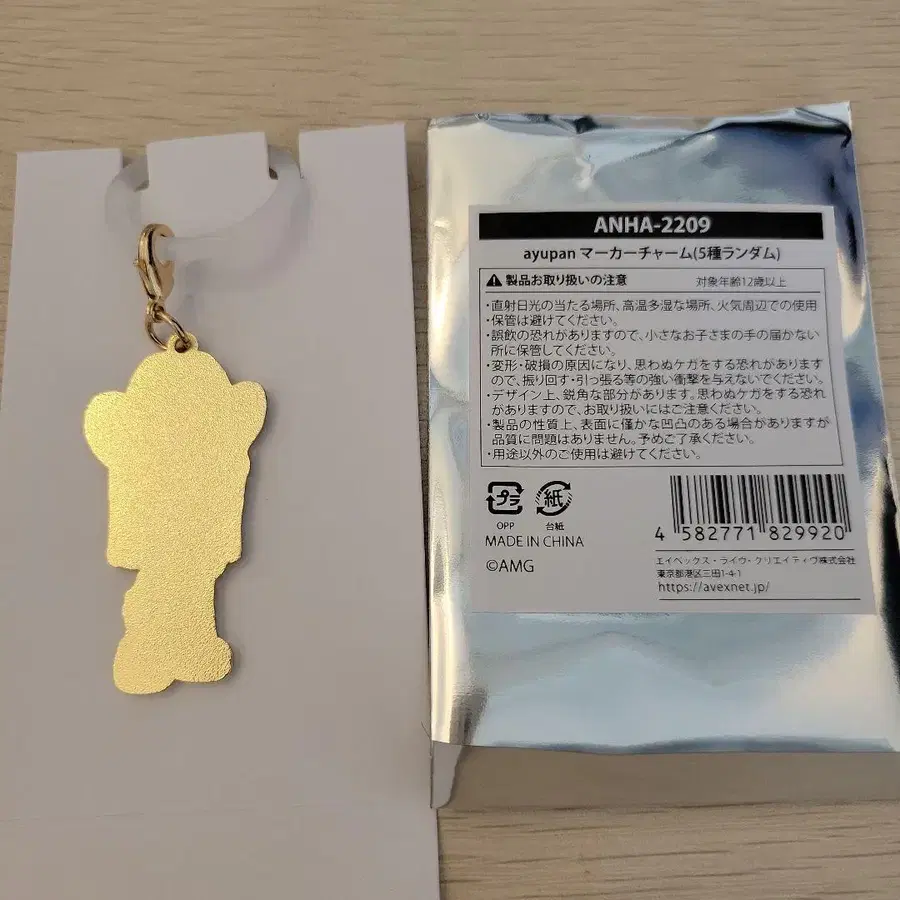 ANHA-2209
ayupan マーカーチャーム(5種ランダム)
製品お取り扱いの注意 対象年齢12歳以上
・直射日光の当たる場所、高温多湿な場所、火気周辺での使用
・保管は避けてください。
・誤飲の恐れがありますので、小さなお子さまの手の届かない
所に保管してください。
・変形・破損の原因になり、思わぬケガをする恐れがあります
ので、振り回す・引っ張る等の強い衝撃を与えないでください。
・デザイン上、鋭角な部分があります。思わぬケガをする恐れ
がありますので、お取り扱いにはご注意ください。
・製品の性質上、表面に僅かな凹凸のある場合がありますが
品質に問題はありません。予めご了承ください。
・用途以外のご使用は避けてください。
プラ 紙
OPP 台紙
MADE IN CHINA
©AMG
4 582771 829920
エイベックス・ライヴ・クリエイティヴ株式会社
東京都港区三田1-4-1
https://avexnet.jp/